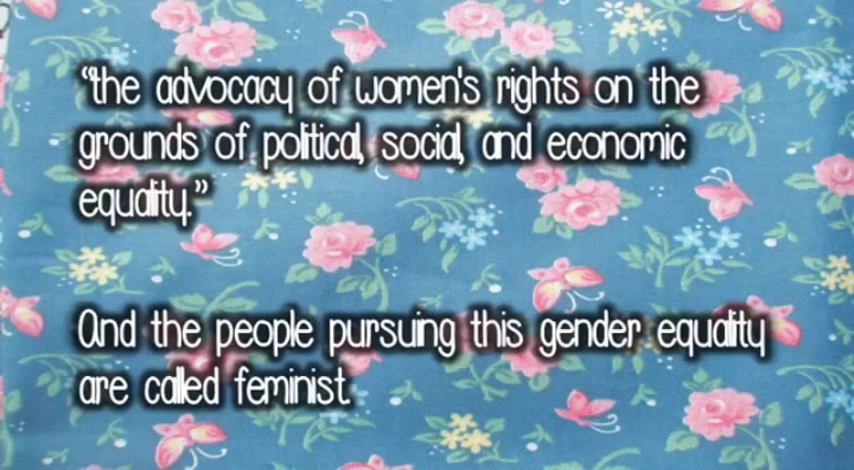 “the advocacy of women's rights on the
grounds of political, social, and economic
equality.”
And the people pursuing this gender equality
are called feminist.